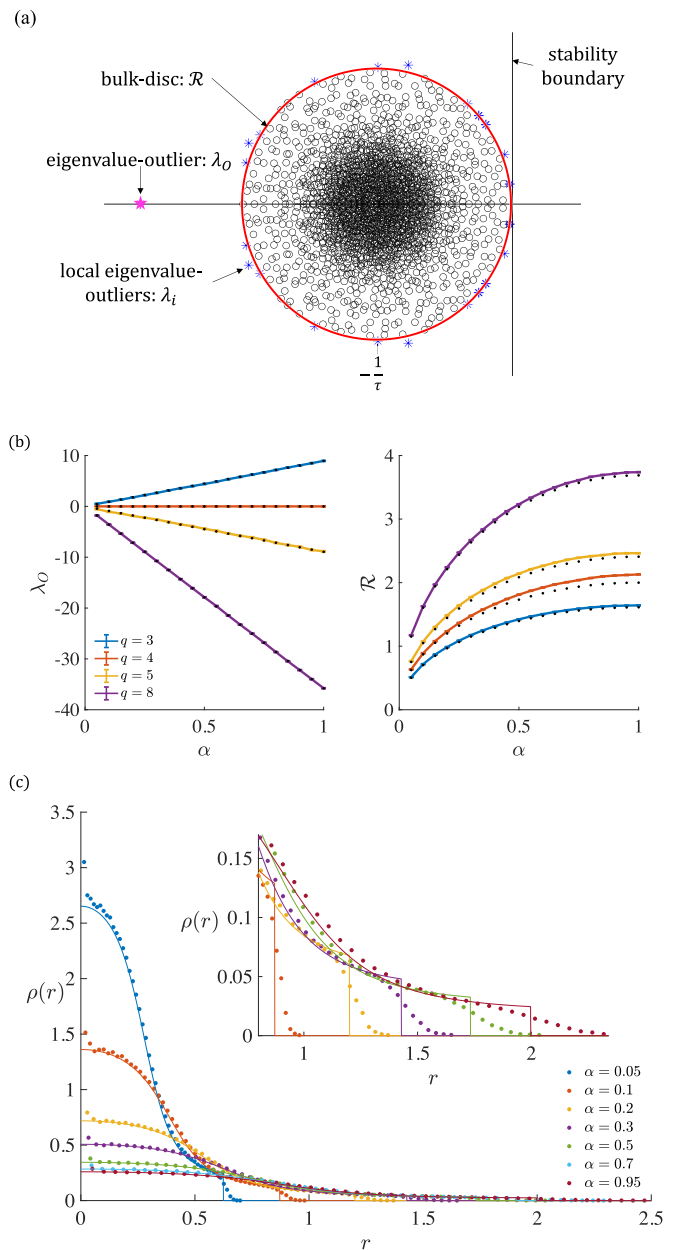 (a)
bulk-disc: ℛ
stability
boundary
eigenvalue-outlier: λ_O
local eigenvalue-
outliers: λ_i
−1/τ
(b)
10
0
-10
-20
-30
-40
λ_O
q = 3
q = 4
q = 5
q = 8
0
0.5
1
α
4
3
2
1
0
ℛ
0
0.5
1
α
(c)
3.5
3
2.5
2
1.5
1
0.5
0
ρ(r)
0
0.5
1
1.5
2
2.5
r
0.15
0.1
0.05
0
ρ(r)
1
1.5
2
r
α = 0.05
α = 0.1
α = 0.2
α = 0.3
α = 0.5
α = 0.7
α = 0.95